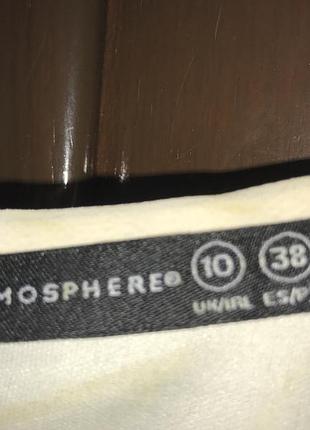 MOSPHERE® 10 38
UK/IRL ES/P